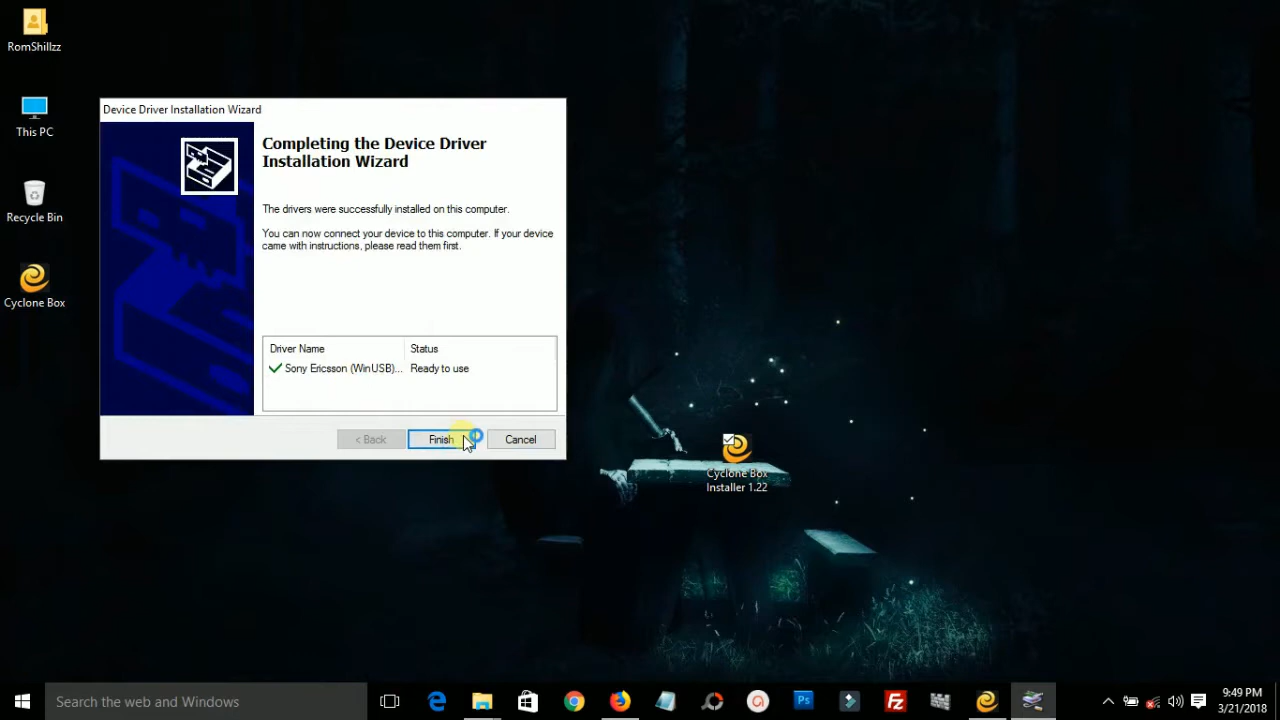 RomShillzz
This PC
Recycle Bin
Cyclone Box
Device Driver Installation Wizard
Completing the Device Driver
Installation Wizard
The drivers were successfully installed on this computer.
You can now connect your device to this computer. If your device
came with instructions, please read them first.
Driver Name Status
Sony Ericsson (WinUSB)... Ready to use
< Back Finish Cancel
Cyclone Box
Installer 1.22
Search the web and Windows
Ps
Fz
9:49 PM
3/21/2018